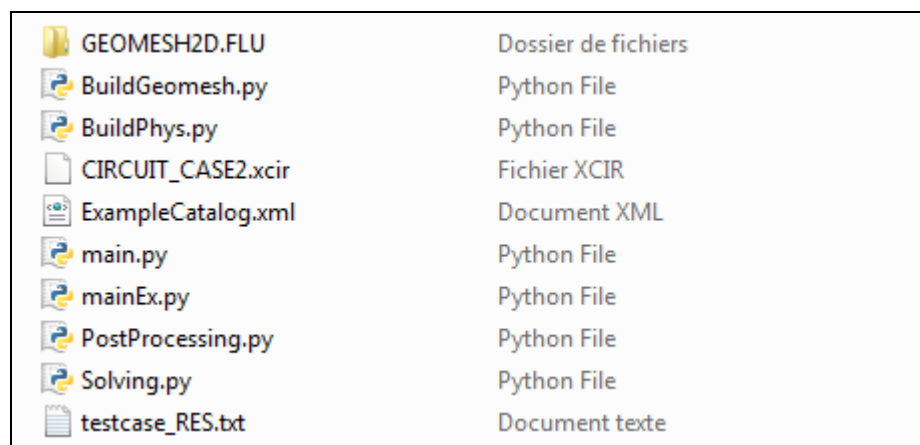 GEOMESH2D.FLU Dossier de fichiers
BuildGeomesh.py Python File
BuildPhys.py Python File
CIRCUIT_CASE2.xcir Fichier XCIR
ExampleCatalog.xml Document XML
main.py Python File
mainEx.py Python File
PostProcessing.py Python File
Solving.py Python File
testcase_RES.txt Document texte